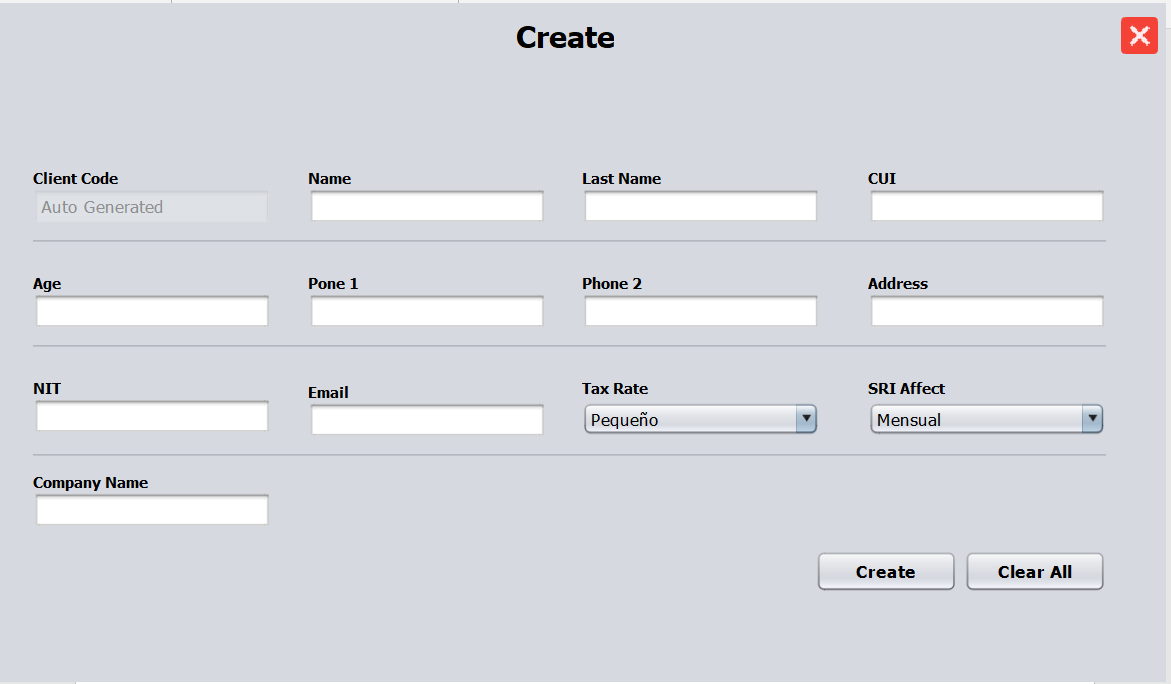 Create
Client Code
Name
Last Name
CUI
Auto Generated
Age
Pone 1
Phone 2
Address
NIT
Email
Tax Rate
SRI Affect
Pequeño
Mensual
Company Name
Create
Clear All